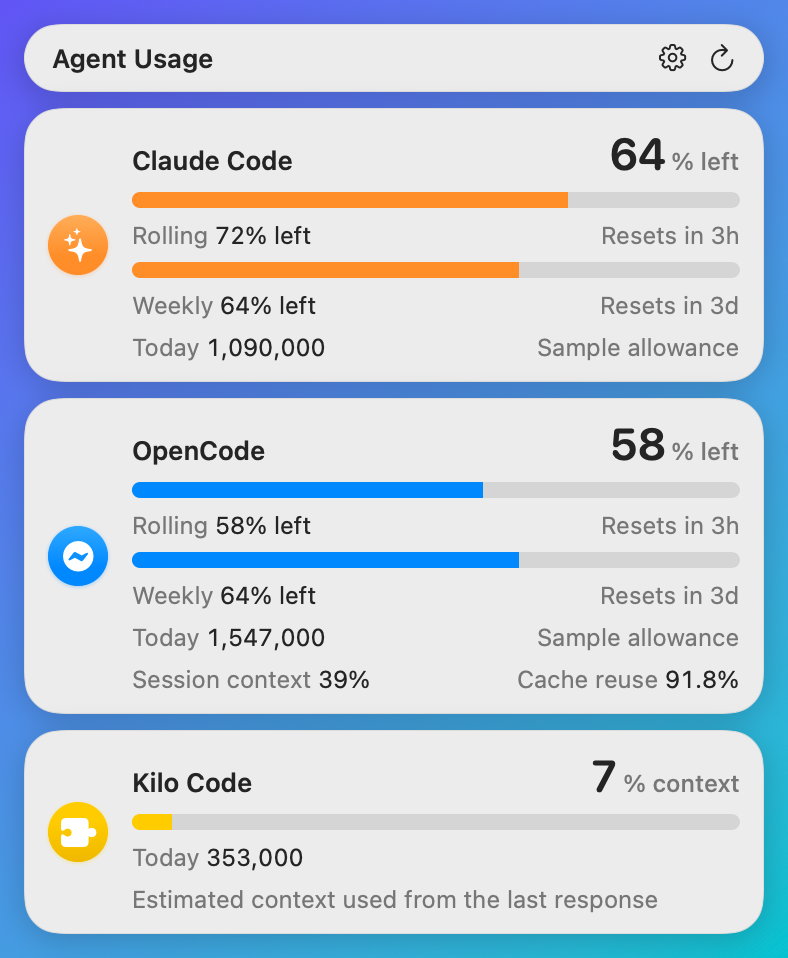 Agent Usage
Claude Code 64 % left
Rolling 72% left Resets in 3h
Weekly 64% left Resets in 3d
Today 1,090,000 Sample allowance
OpenCode 58 % left
Rolling 58% left Resets in 3h
Weekly 64% left Resets in 3d
Today 1,547,000 Sample allowance
Session context 39% Cache reuse 91.8%
Kilo Code 7 % context
Today 353,000
Estimated context used from the last response